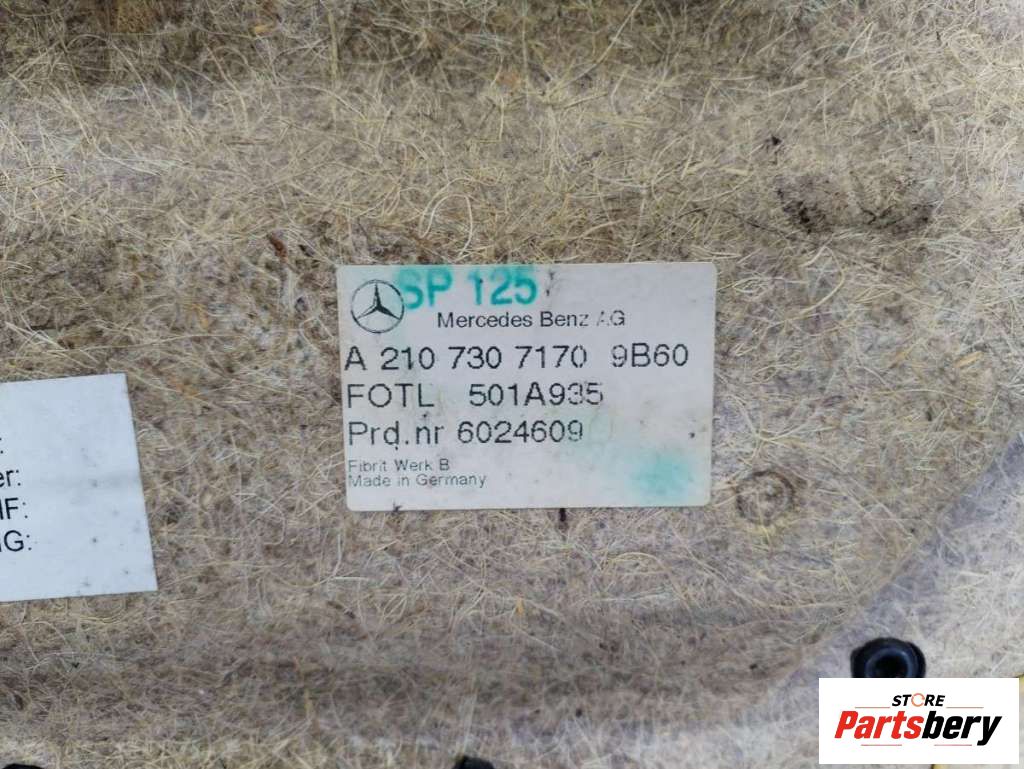 SP 125
Mercedes Benz AG
A 210 730 7170 9B60
FOTL 501A935
Prd.nr 6024609
Fibrit Werk B
Made in Germany
er:
IF:
IG:
STORE
Partsbery